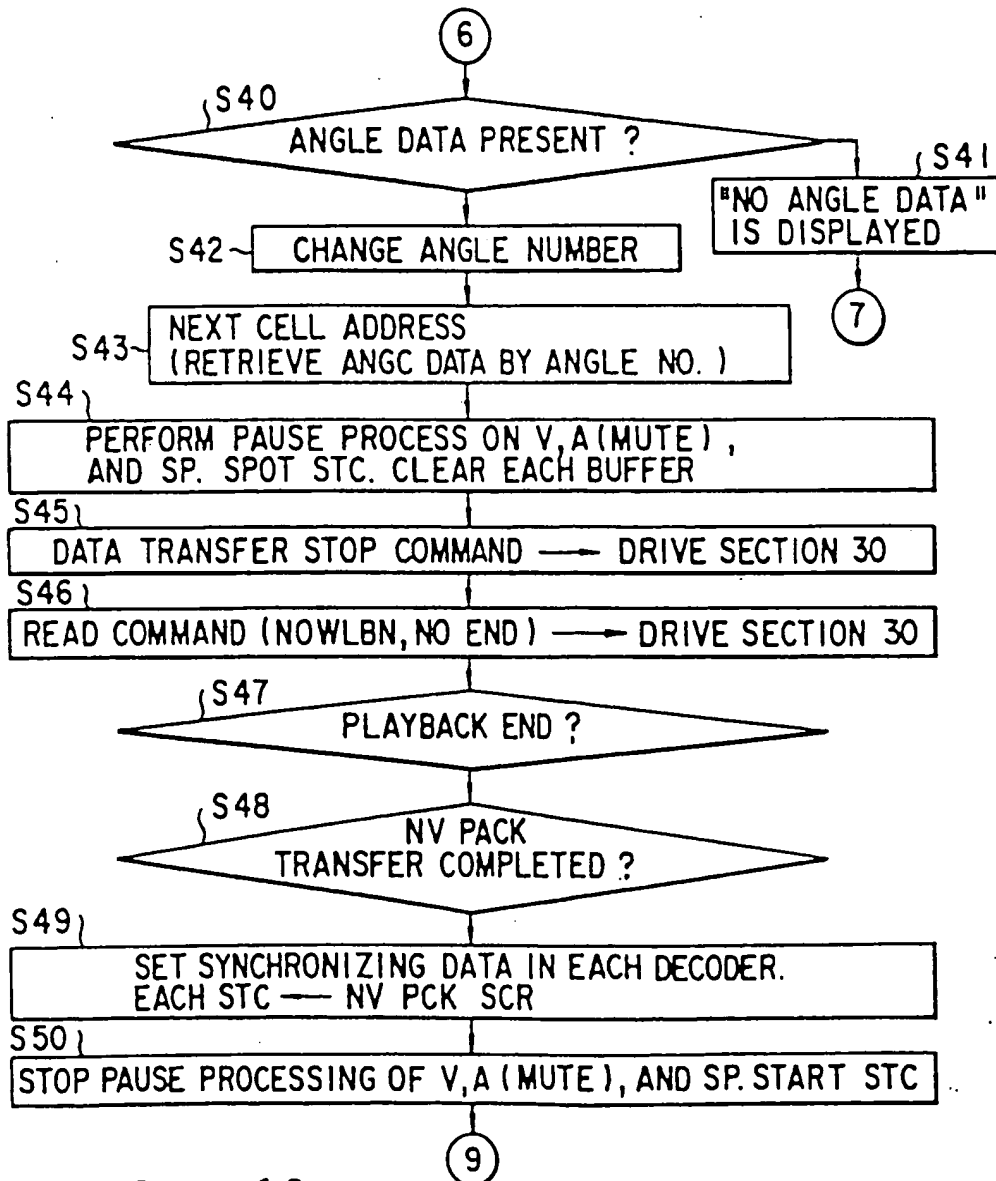 6
S40
ANGLE DATA PRESENT ?
S41
"NO ANGLE DATA"
IS DISPLAYED
7
S42
CHANGE ANGLE NUMBER
S43
NEXT CELL ADDRESS
(RETRIEVE ANGC DATA BY ANGLE NO. )
S44
PERFORM PAUSE PROCESS ON V,A(MUTE) ,
AND SP. SPOT STC. CLEAR EACH BUFFER
S45
DATA TRANSFER STOP COMMAND → DRIVE SECTION 30
S46
READ COMMAND (NOWLBN,NO END) → DRIVE SECTION 30
S47
PLAYBACK END ?
S48
NV PACK
TRANSFER COMPLETED ?
S49
SET SYNCHRONIZING DATA IN EACH DECODER.
EACH STC ← NV PCK SCR
S50
STOP PAUSE PROCESSING OF V,A (MUTE), AND SP. START STC
9